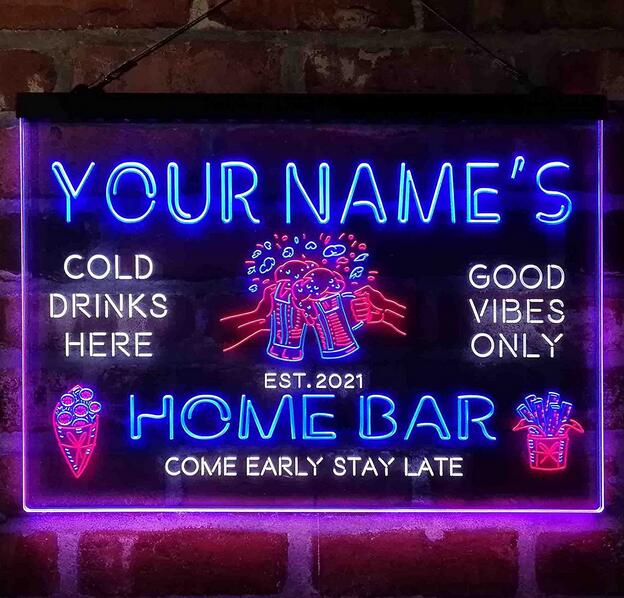 YOUR NAME'S
COLD
DRINKS
HERE
GOOD
VIBES
ONLY
EST. 2021
HOME BAR
COME EARLY STAY LATE